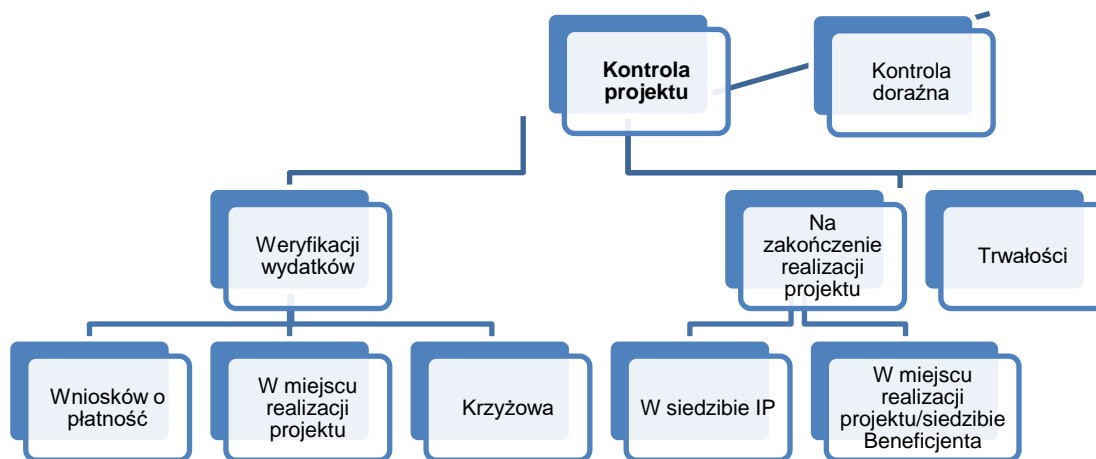 Kontrola
projektu
Kontrola
doraźna
Weryfikacji
wydatków
Na
zakończenie
realizacji
projektu
Trwałości
Wniosków o
płatność
W miejscu
realizacji
projektu
Krzyżowa
W siedzibie IP
W miejscu
realizacji
projektu/siedzibie
Beneficjenta